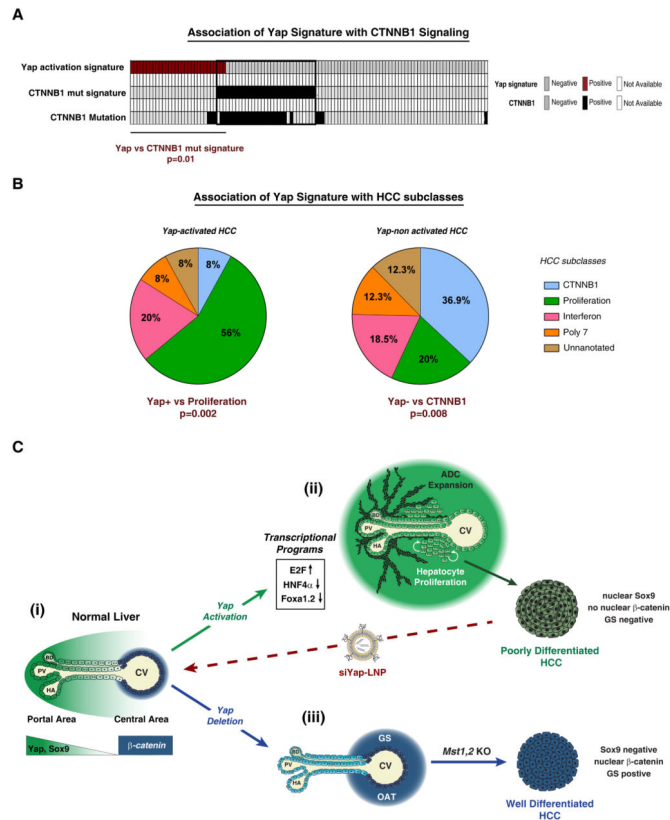 A
Association of Yap Signature with CTNNB1 Signaling
Yap activation signature
CTNNB1 mut signature
CTNNB1 Mutation
Yap signature Negative Positive Not Available
CTNNB1 Negative Positive Not Available
Yap vs CTNNB1 mut signature
p=0.01
B
Association of Yap Signature with HCC subclasses
Yap-activated HCC
8%
8%
8%
20%
56%
Yap+ vs Proliferation
p=0.002
Yap-non activated HCC
12.3%
12.3%
36.9%
18.5%
20%
Yap- vs CTNNB1
p=0.008
HCC subclasses
CTNNB1
Proliferation
Interferon
Poly 7
Unnanotated
C
(i)
Normal Liver
BD
PV
HA
CV
Portal Area
Central Area
Yap, Sox9
β-catenin
Yap
Activation
Transcriptional
Programs
E2F ↑
HNF4α ↓
Foxa1.2 ↓
(ii)
ADC
Expansion
BD
PV
HA
CV
Hepatocyte
Proliferation
nuclear Sox9
no nuclear β-catenin
GS negative
Poorly Differentiated
HCC
siYap-LNP
Yap
Deletion
(iii)
GS
BD
PV
HA
CV
OAT
Mst1,2 KO
Sox9 negative
nuclear β-catenin
GS postive
Well Differentiated
HCC